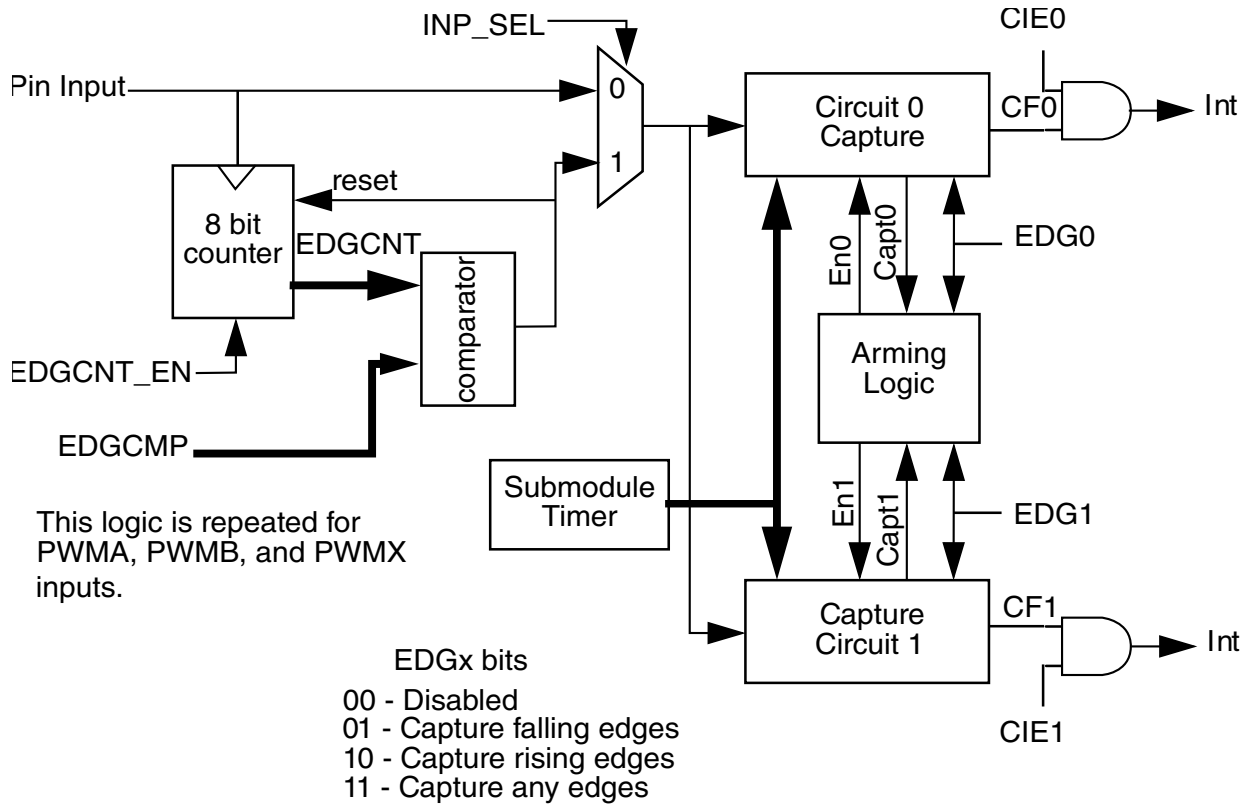 INP_SEL
CIE0
Pin Input
0
1
Circuit 0
Capture
CF0
Int
reset
8 bit
counter
EDGCNT
comparator
En0
Capt0
EDG0
EDGCNT_EN
Arming
Logic
EDGCMP
Submodule
Timer
En1
Capt1
EDG1
This logic is repeated for
PWMA, PWMB, and PWMX
inputs.
Capture
Circuit 1
CF1
Int
CIE1
EDGx bits
00 - Disabled
01 - Capture falling edges
10 - Capture rising edges
11 - Capture any edges